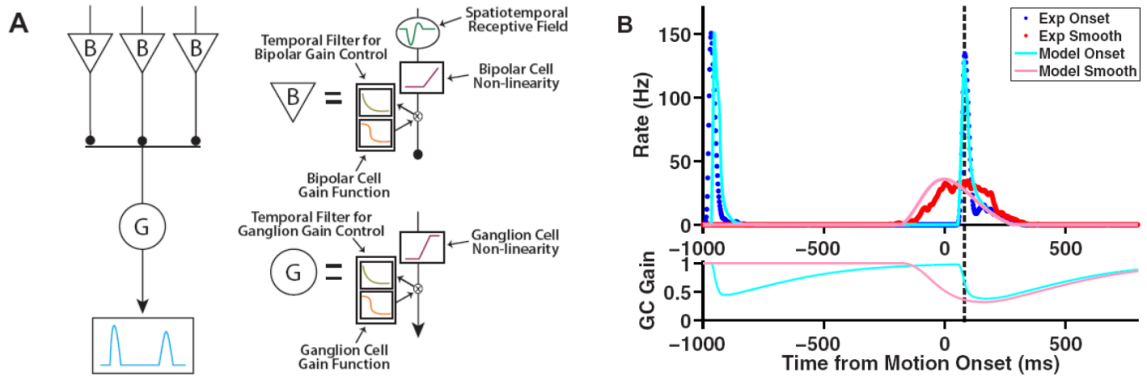 A
B
B
B
G
Temporal Filter for
Bipolar Gain Control
B
=
Bipolar Cell
Gain Function
Spatiotemporal
Receptive Field
Bipolar Cell
Non-linearity
Temporal Filter for
Ganglion Gain Control
G
=
Ganglion Cell
Gain Function
Ganglion Cell
Non-linearity
B
Exp Onset
Exp Smooth
Model Onset
Model Smooth
Rate (Hz)
150
100
50
0
−1000
−500
0
500
GC Gain
1
0.5
0
−1000
−500
0
500
Time from Motion Onset (ms)